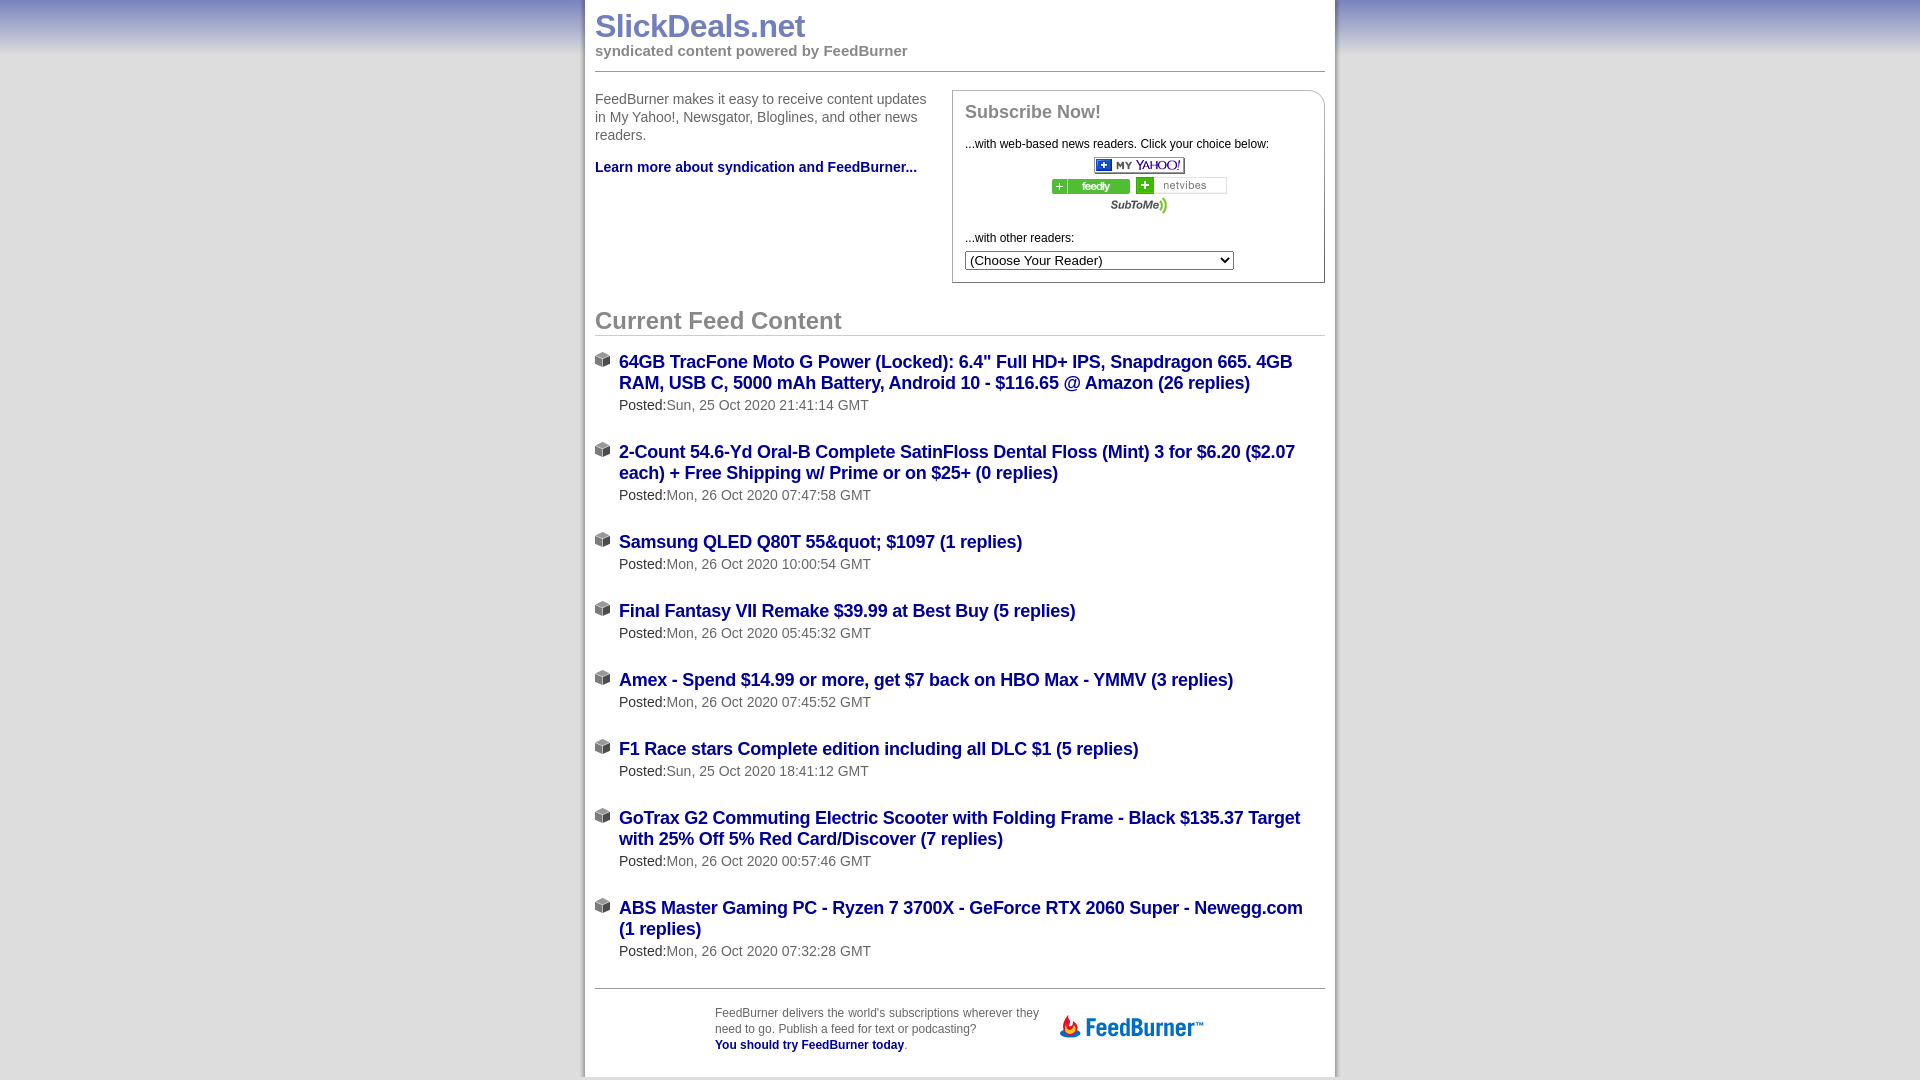 SlickDeals.net
syndicated content powered by FeedBurner
FeedBurner makes it easy to receive content updates
in My Yahoo!, Newsgator, Bloglines, and other news
readers.
Learn more about syndication and FeedBurner...
Subscribe Now!
...with web-based news readers. Click your choice below:
MY YAHOO!
feedly
netvibes
SubToMe
...with other readers:
(Choose Your Reader)
Current Feed Content
64GB TracFone Moto G Power (Locked): 6.4" Full HD+ IPS, Snapdragon 665. 4GB
RAM, USB C, 5000 mAh Battery, Android 10 - $116.65 @ Amazon (26 replies)
Posted:Sun, 25 Oct 2020 21:41:14 GMT
2-Count 54.6-Yd Oral-B Complete SatinFloss Dental Floss (Mint) 3 for $6.20 ($2.07
each) + Free Shipping w/ Prime or on $25+ (0 replies)
Posted:Mon, 26 Oct 2020 07:47:58 GMT
Samsung QLED Q80T 55&quot; $1097 (1 replies)
Posted:Mon, 26 Oct 2020 10:00:54 GMT
Final Fantasy VII Remake $39.99 at Best Buy (5 replies)
Posted:Mon, 26 Oct 2020 05:45:32 GMT
Amex - Spend $14.99 or more, get $7 back on HBO Max - YMMV (3 replies)
Posted:Mon, 26 Oct 2020 07:45:52 GMT
F1 Race stars Complete edition including all DLC $1 (5 replies)
Posted:Sun, 25 Oct 2020 18:41:12 GMT
GoTrax G2 Commuting Electric Scooter with Folding Frame - Black $135.37 Target
with 25% Off 5% Red Card/Discover (7 replies)
Posted:Mon, 26 Oct 2020 00:57:46 GMT
ABS Master Gaming PC - Ryzen 7 3700X - GeForce RTX 2060 Super - Newegg.com
(1 replies)
Posted:Mon, 26 Oct 2020 07:32:28 GMT
FeedBurner delivers the world's subscriptions wherever they
need to go. Publish a feed for text or podcasting?
You should try FeedBurner today.
FeedBurner™